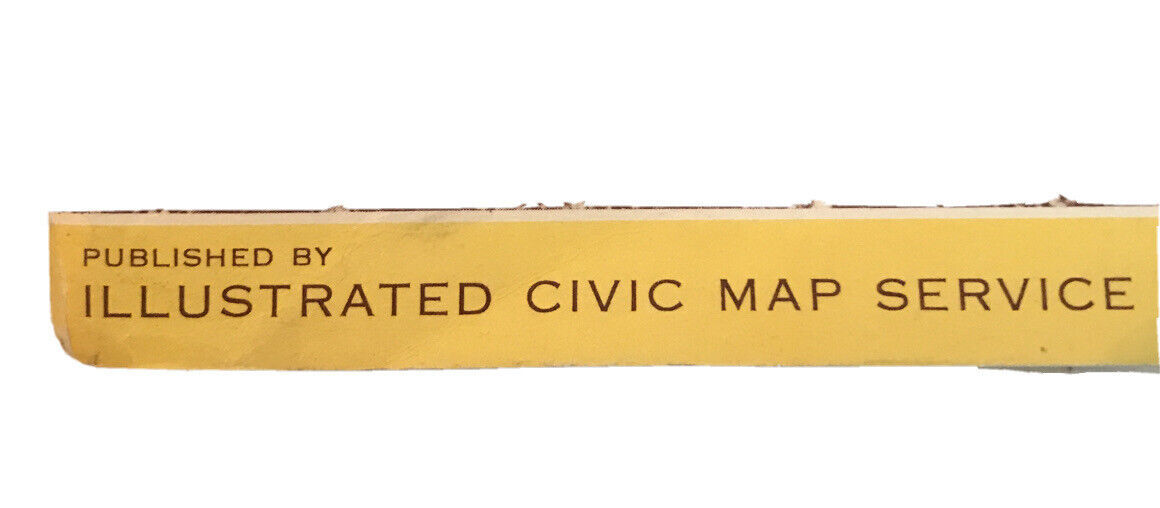 PUBLISHED BY
ILLUSTRATED CIVIC MAP SERVICE